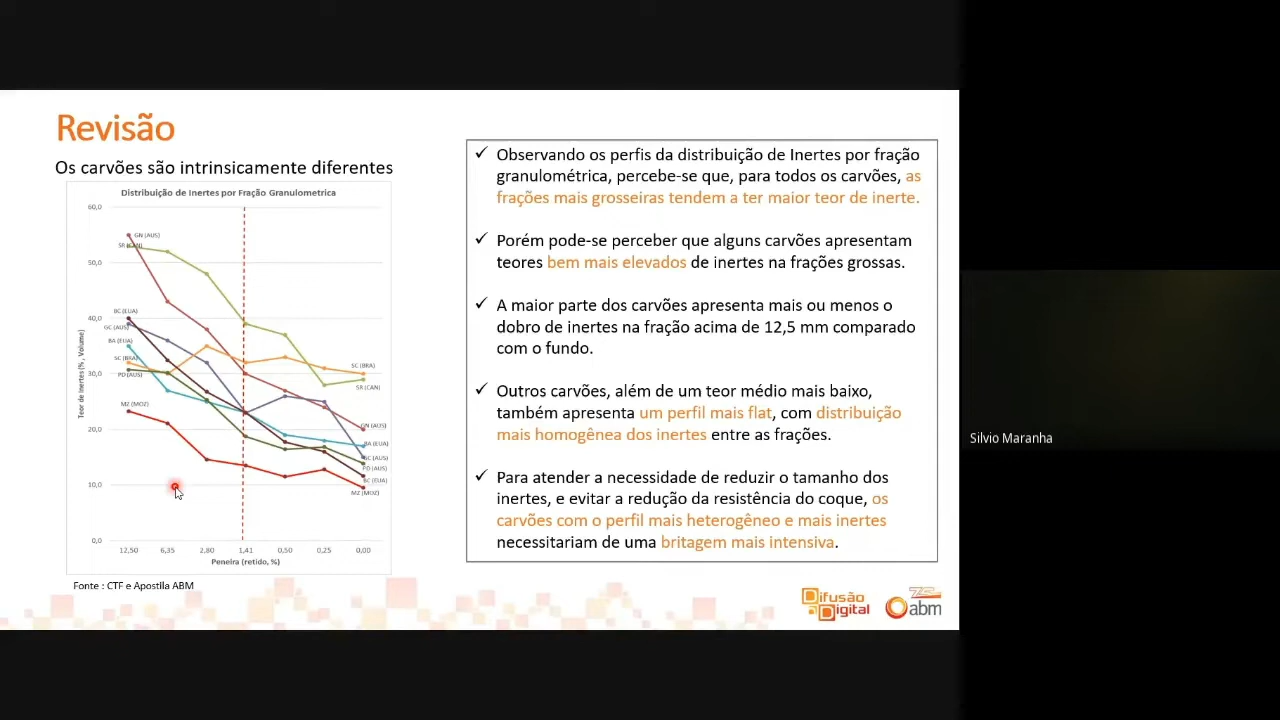 Revisão
Os carvões são intrinsicamente diferentes
Distribuição de Inertes por Fração Granulometrica
60,0
50,0
40,0
30,0
20,0
10,0
0,0
Teor de Inertes (% , Volume)
GN (AUS)
SR (CAN)
BC (EUA)
GC (AUS)
BA (EUA)
SC (BRA)
PD (AUS)
MZ (MOZ)
SC (BRA)
SR (CAN)
GN (AUS)
BA (EUA)
GC (AUS)
PD (AUS)
BC (EUA)
MZ (MOZ)
12,50 6,35 2,80 1,41 0,50 0,25 0,00
Peneira (retido, %)
Fonte : CTF e Apostila ABM
✓ Observando os perfis da distribuição de Inertes por fração
granulométrica, percebe-se que, para todos os carvões, as
frações mais grosseiras tendem a ter maior teor de inerte.
✓ Porém pode-se perceber que alguns carvões apresentam
teores bem mais elevados de inertes na frações grossas.
✓ A maior parte dos carvões apresenta mais ou menos o
dobro de inertes na fração acima de 12,5 mm comparado
com o fundo.
✓ Outros carvões, além de um teor médio mais baixo,
também apresenta um perfil mais flat, com distribuição
mais homogênea dos inertes entre as frações.
✓ Para atender a necessidade de reduzir o tamanho dos
inertes, e evitar a redução da resistência do coque, os
carvões com o perfil mais heterogêneo e mais inertes
necessitariam de uma britagem mais intensiva.
Difusão
Digital
abm
Silvio Maranha